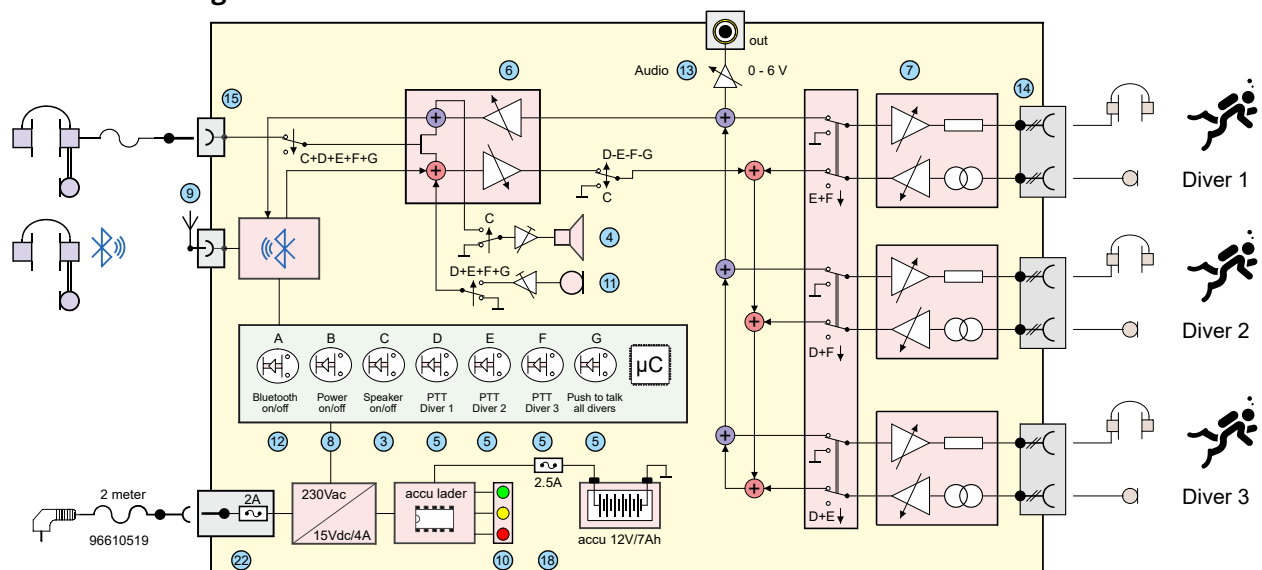 g
out
Audio 13 0 - 6 V
6
7
14
15
C+D+E+F+G
D-E-F-G
C
E+F
Diver 1
9
C
4
D+E+F+G
11
D+F
Diver 2
A B C D E F G
µC
Bluetooth on/off
Power on/off
Speaker on/off
PTT Diver 1
PTT Diver 2
PTT Diver 3
Push to talk all divers
12 8 3 5 5 5 5
2.5A
2 meter
96610519
2A
230Vac
15Vdc/4A
accu lader
accu 12V/7Ah
D+E
Diver 3
22
10
18